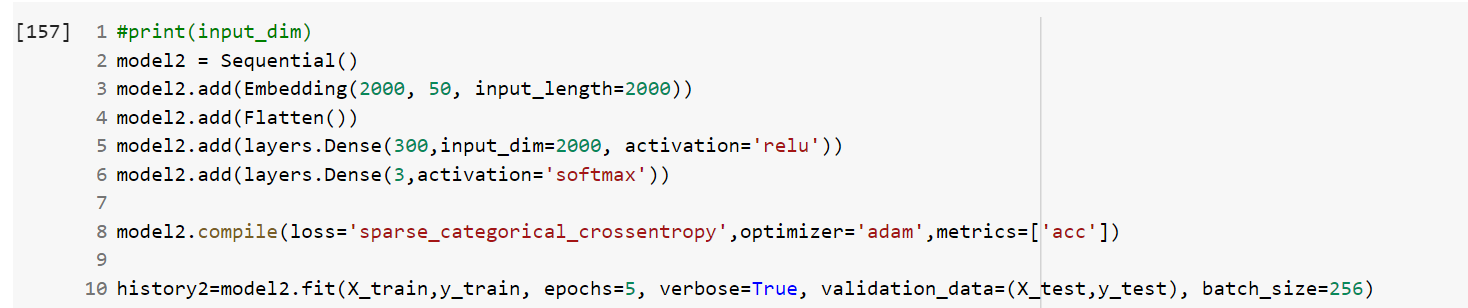 [157] 1 #print(input_dim)
2 model2 = Sequential()
3 model2.add(Embedding(2000, 50, input_length=2000))
4 model2.add(Flatten())
5 model2.add(layers.Dense(300,input_dim=2000, activation='relu'))
6 model2.add(layers.Dense(3,activation='softmax'))
7
8 model2.compile(loss='sparse_categorical_crossentropy',optimizer='adam',metrics=['acc'])
9
10 history2=model2.fit(X_train,y_train, epochs=5, verbose=True, validation_data=(X_test,y_test), batch_size=256)